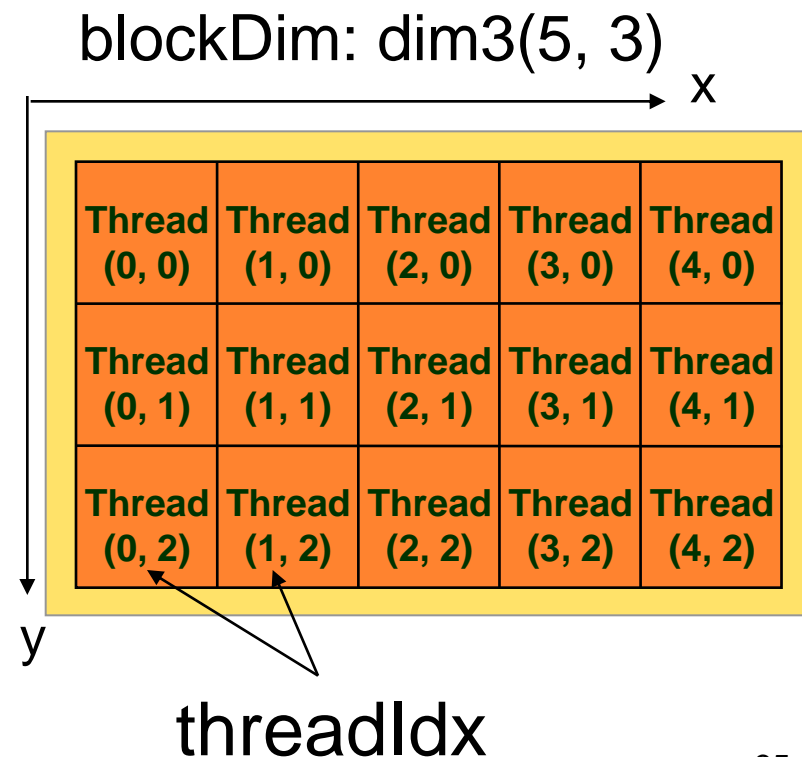 blockDim: dim3(5, 3)
x
Thread Thread Thread Thread Thread
(0, 0) (1, 0) (2, 0) (3, 0) (4, 0)
Thread Thread Thread Thread Thread
(0, 1) (1, 1) (2, 1) (3, 1) (4, 1)
Thread Thread Thread Thread Thread
(0, 2) (1, 2) (2, 2) (3, 2) (4, 2)
y
threadIdx